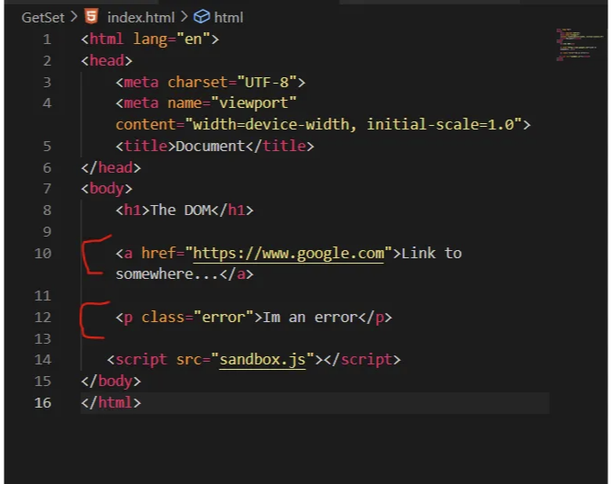 GetSet > index.html > html
1 <html lang="en">
2 <head>
3 <meta charset="UTF-8">
4 <meta name="viewport"
content="width=device-width, initial-scale=1.0">
5 <title>Document</title>
6 </head>
7 <body>
8 <h1>The DOM</h1>
9
10 <a href="https://www.google.com">Link to
somewhere...</a>
11
12 <p class="error">Im an error</p>
13
14 <script src="sandbox.js"></script>
15 </body>
16 </html>